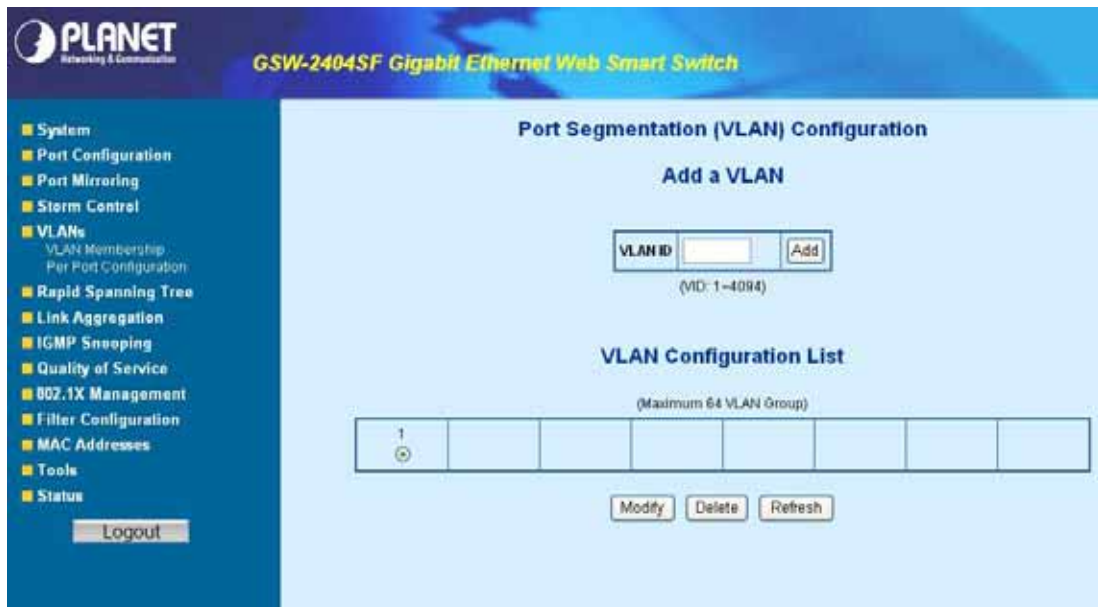 PLANET
Networking & Communication
GSW-2404SF Gigabit Ethernet Web Smart Switch
System
Port Configuration
Port Mirroring
Storm Control
VLANs
VLAN Membership
Per Port Configuration
Rapid Spanning Tree
Link Aggregation
IGMP Snooping
Quality of Service
802.1X Management
Filter Configuration
MAC Addresses
Tools
Status
Logout
Port Segmentation (VLAN) Configuration
Add a VLAN
VLAN ID Add
(VID: 1~4094)
VLAN Configuration List
(Maximum 64 VLAN Group)
1
Modify Delete Refresh